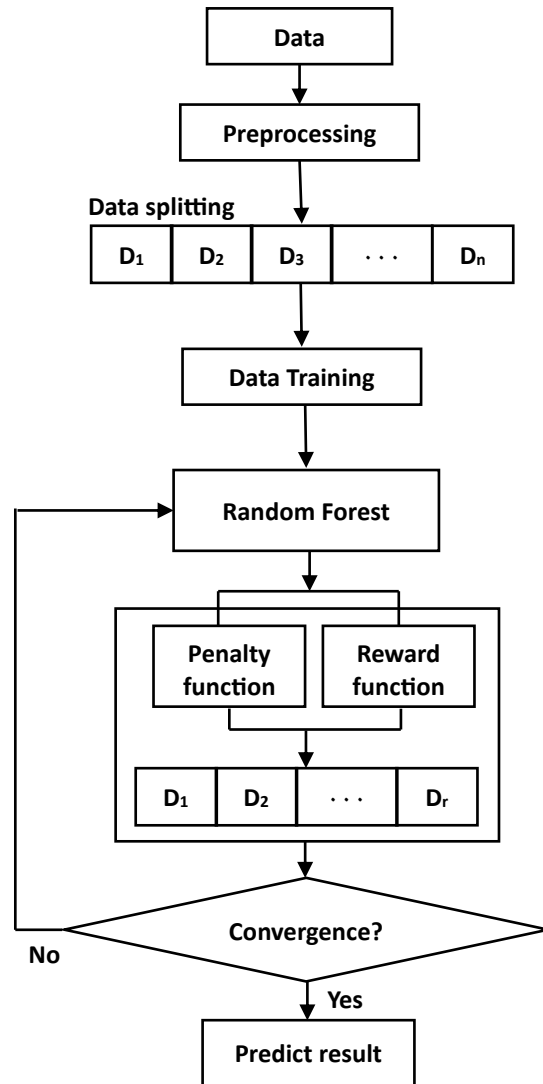 Data
Preprocessing
Data splitting
D₁ D₂ D₃ · · · Dₙ
Data Training
Random Forest
Penalty function
Reward function
D₁ D₂ · · · Dᵣ
Convergence?
No
Yes
Predict result